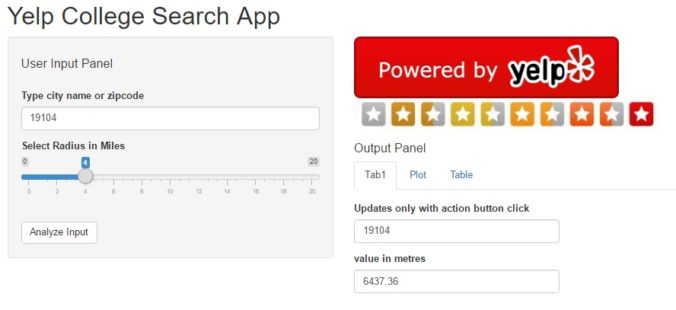 Yelp College Search App
User Input Panel
Type city name or zipcode
19104
Select Radius in Miles
0 4 20
0 2 4 6 8 10 12 14 16 18 20
Analyze Input
Powered by yelp
Output Panel
Tab1 Plot Table
Updates only with action button click
19104
value in metres
6437.36